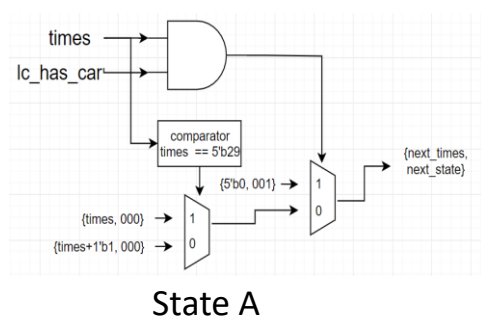 times
lc_has_car
comparator
times == 5'b29
{next_times,
next_state}
{5'b0, 001}
1
0
{times, 000}
1
{times+1'b1, 000}
0
State A